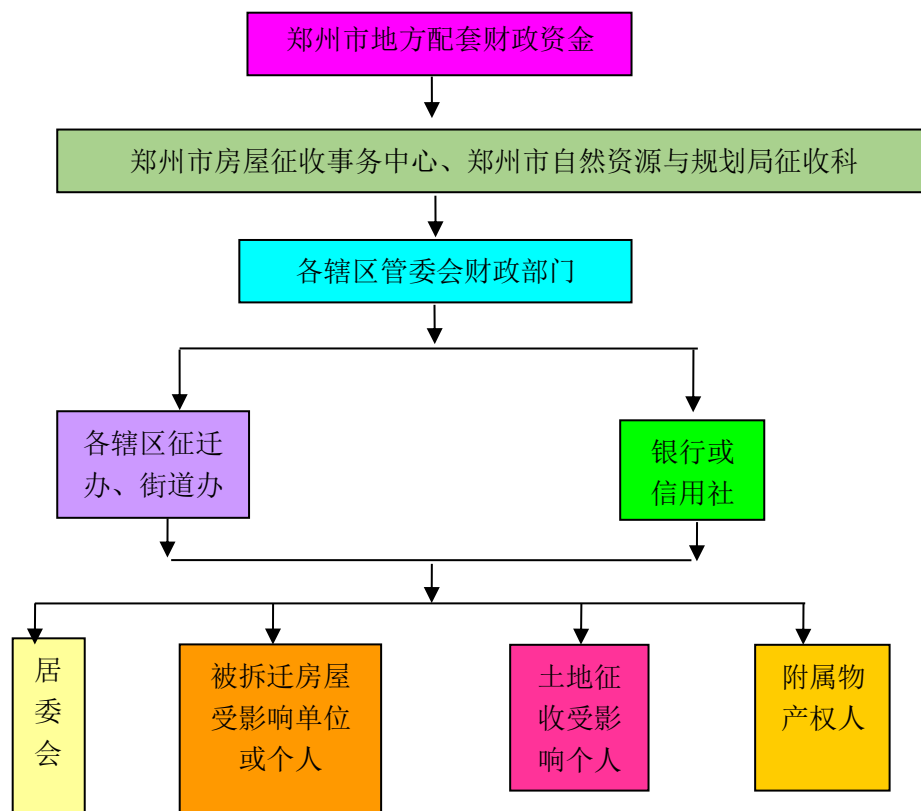 郑州市地方配套财政资金
郑州市房屋征收事务中心、郑州市自然资源与规划局征收科
各辖区管委会财政部门
各辖区征迁
办、街道办
银行或
信用社
居
委
会
被拆迁房屋
受影响单位
或个人
土地征
收受影
响个人
附属物
产权人